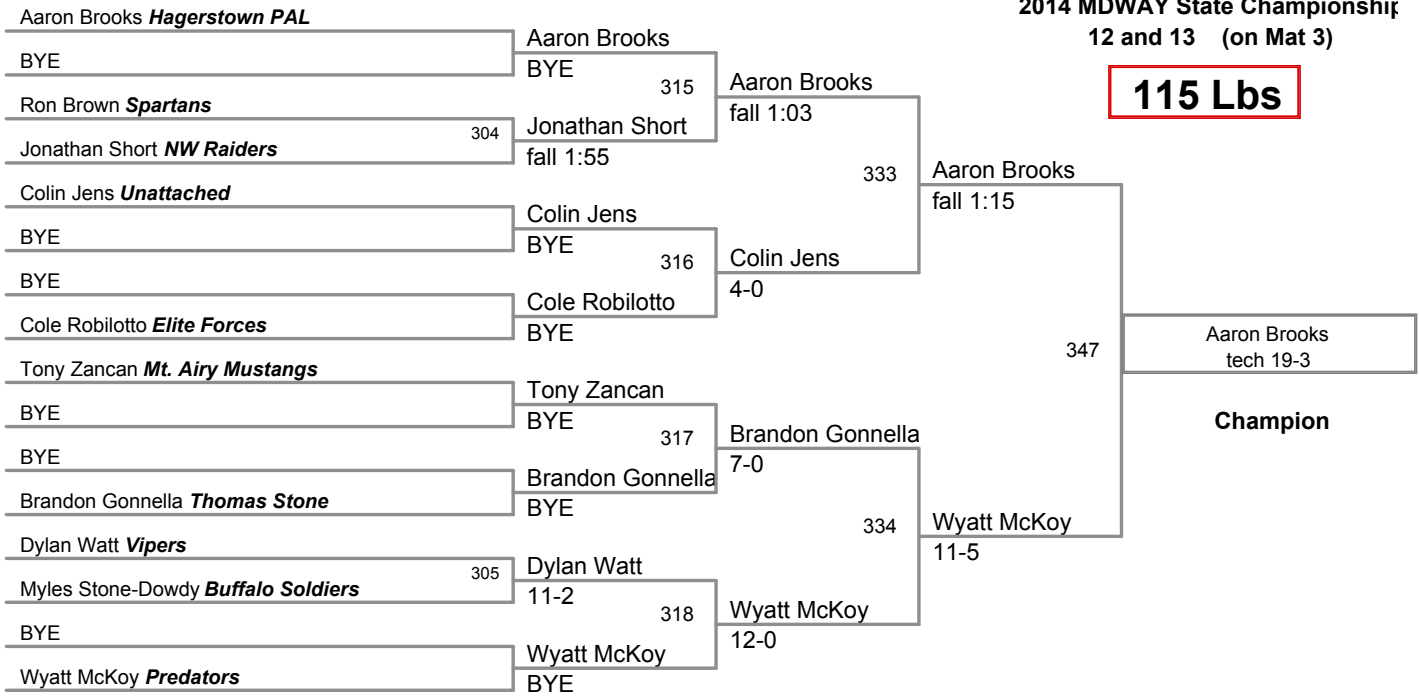 2014 MDWAY State Championship
12 and 13 (on Mat 3)
115 Lbs
Aaron Brooks Hagerstown PAL
BYE
Ron Brown Spartans
304
Jonathan Short NW Raiders
Colin Jens Unattached
BYE
BYE
Cole Robilotto Elite Forces
Tony Zancan Mt. Airy Mustangs
BYE
BYE
Brandon Gonnella Thomas Stone
Dylan Watt Vipers
305
Myles Stone-Dowdy Buffalo Soldiers
BYE
Wyatt McKoy Predators
Aaron Brooks
BYE
315
Jonathan Short
fall 1:55
Colin Jens
BYE
316
Cole Robilotto
BYE
Tony Zancan
BYE
317
Brandon Gonnella
BYE
Dylan Watt
11-2
318
Wyatt McKoy
BYE
Aaron Brooks
fall 1:03
333
Colin Jens
4-0
Brandon Gonnella
7-0
334
Wyatt McKoy
12-0
Aaron Brooks
fall 1:15
347
Wyatt McKoy
11-5
Aaron Brooks
tech 19-3
Champion